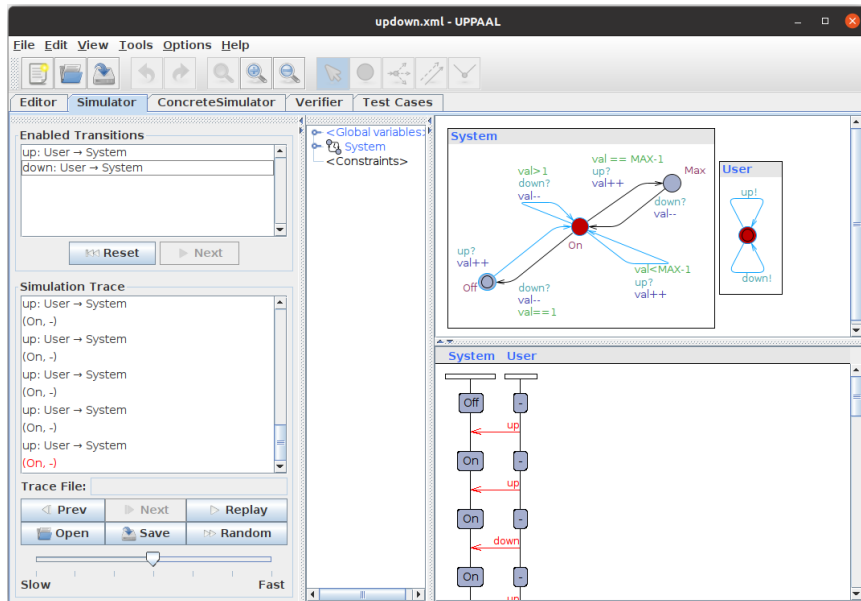 updown.xml - UPPAAL
File Edit View Tools Options Help
Editor Simulator ConcreteSimulator Verifier Test Cases
Enabled Transitions
up: User → System
down: User → System
Reset Next
Simulation Trace
up: User → System
(On, -)
up: User → System
(On, -)
up: User → System
(On, -)
up: User → System
(On, -)
up: User → System
(On, -)
Trace File:
Prev Next Replay
Open Save Random
Slow Fast
<Global variables>
System
<Constraints>
System
val>1
down?
val--
val == MAX-1
up?
val++
Max
down?
val--
On
up?
val++
Off
down?
val--
val==1
val<MAX-1
up?
val++
User
up!
down!
System User
Off -
up
On -
up
On -
down
On -
up